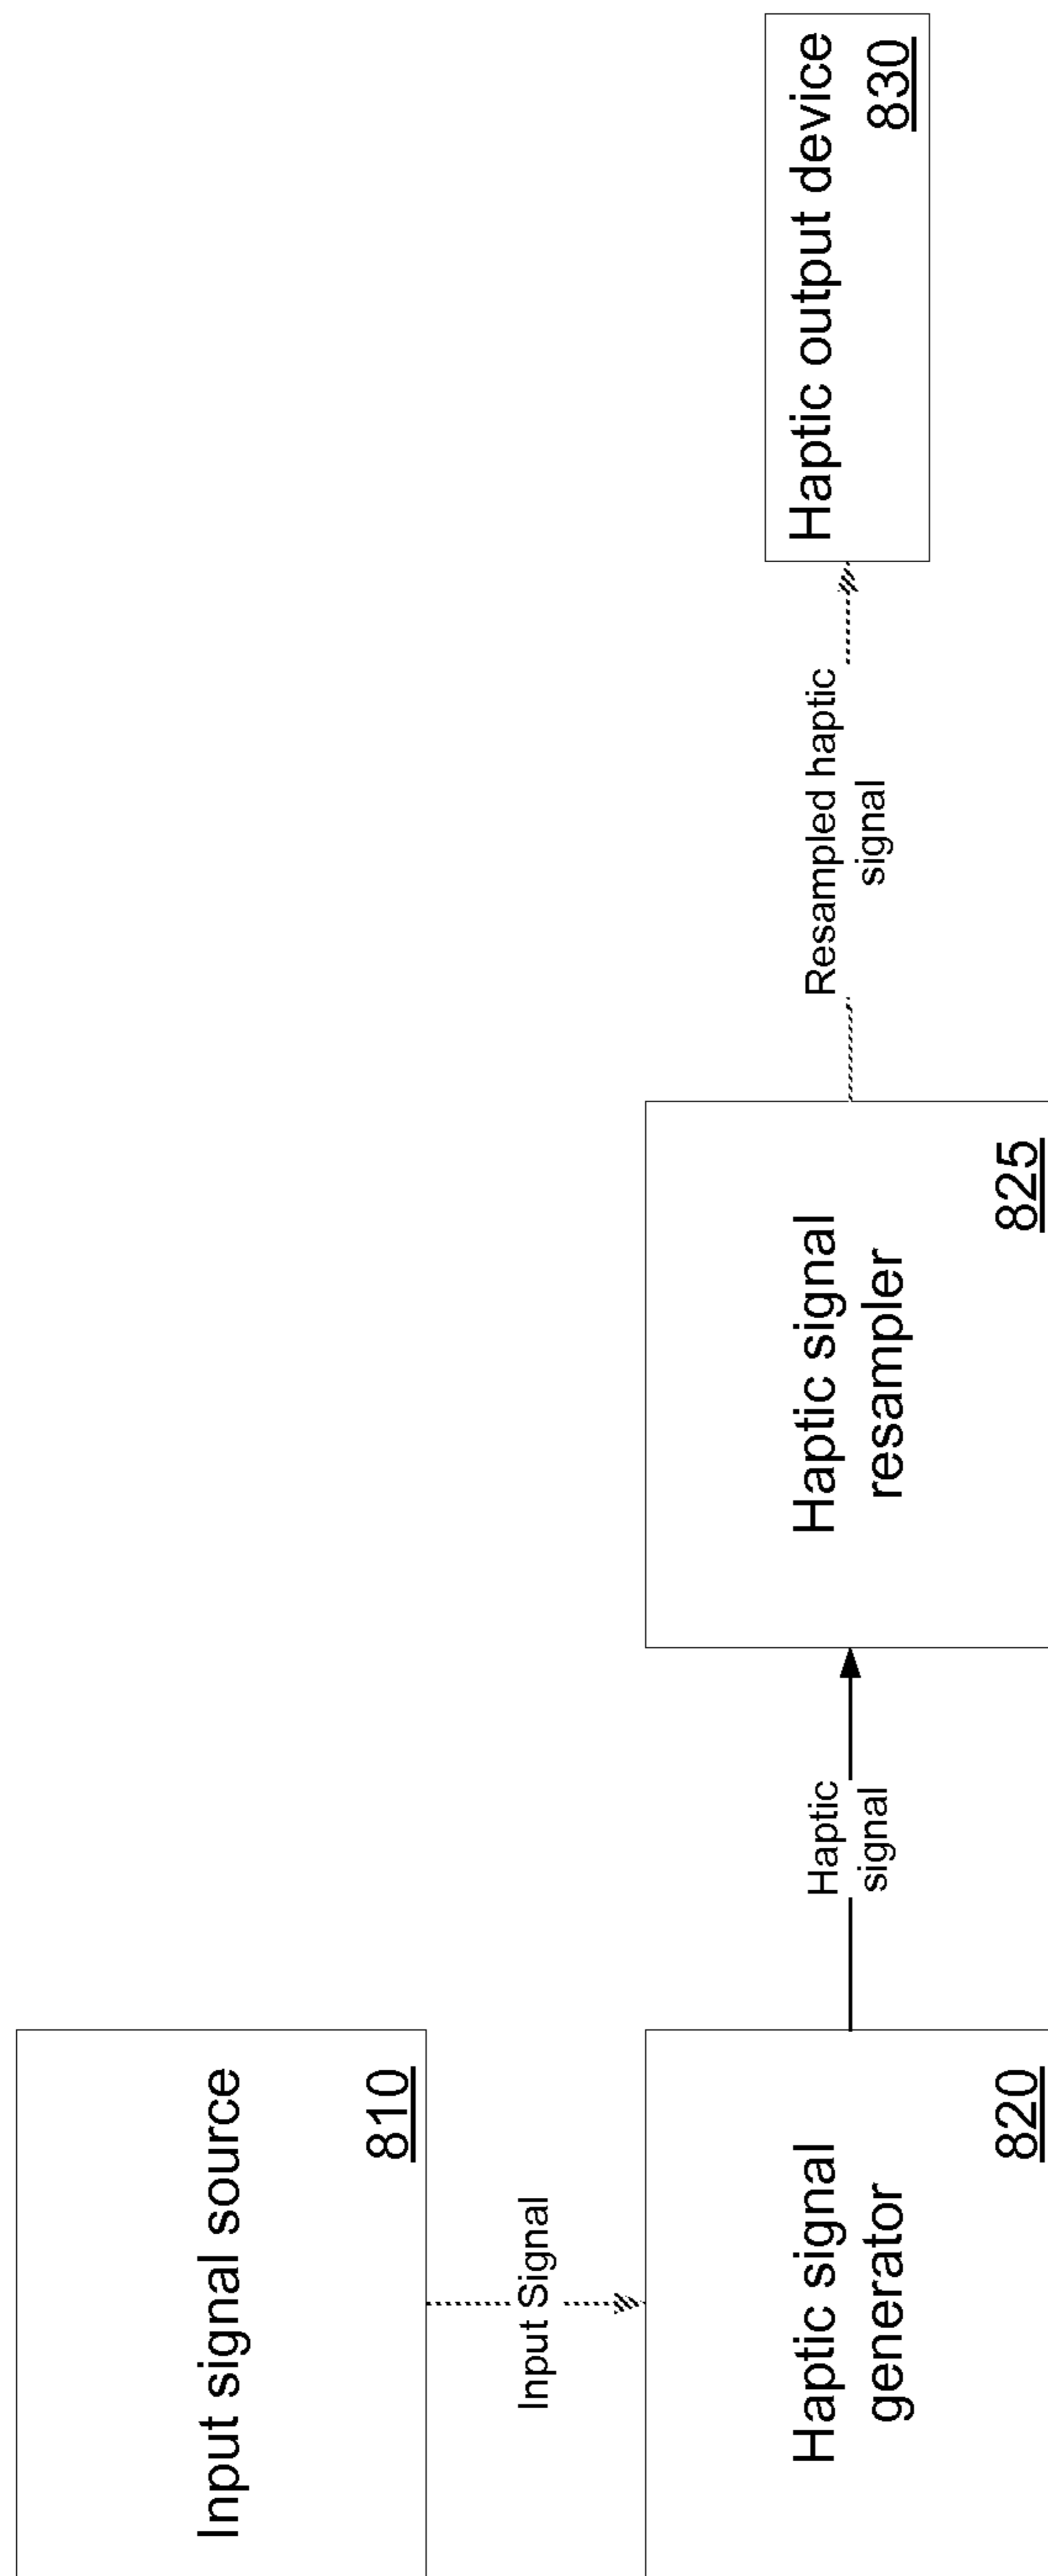 Input signal source
810
Input Signal
Haptic signal
generator
820
Haptic
signal
Haptic signal
resampler
825
Resampled haptic
signal
Haptic output device
830